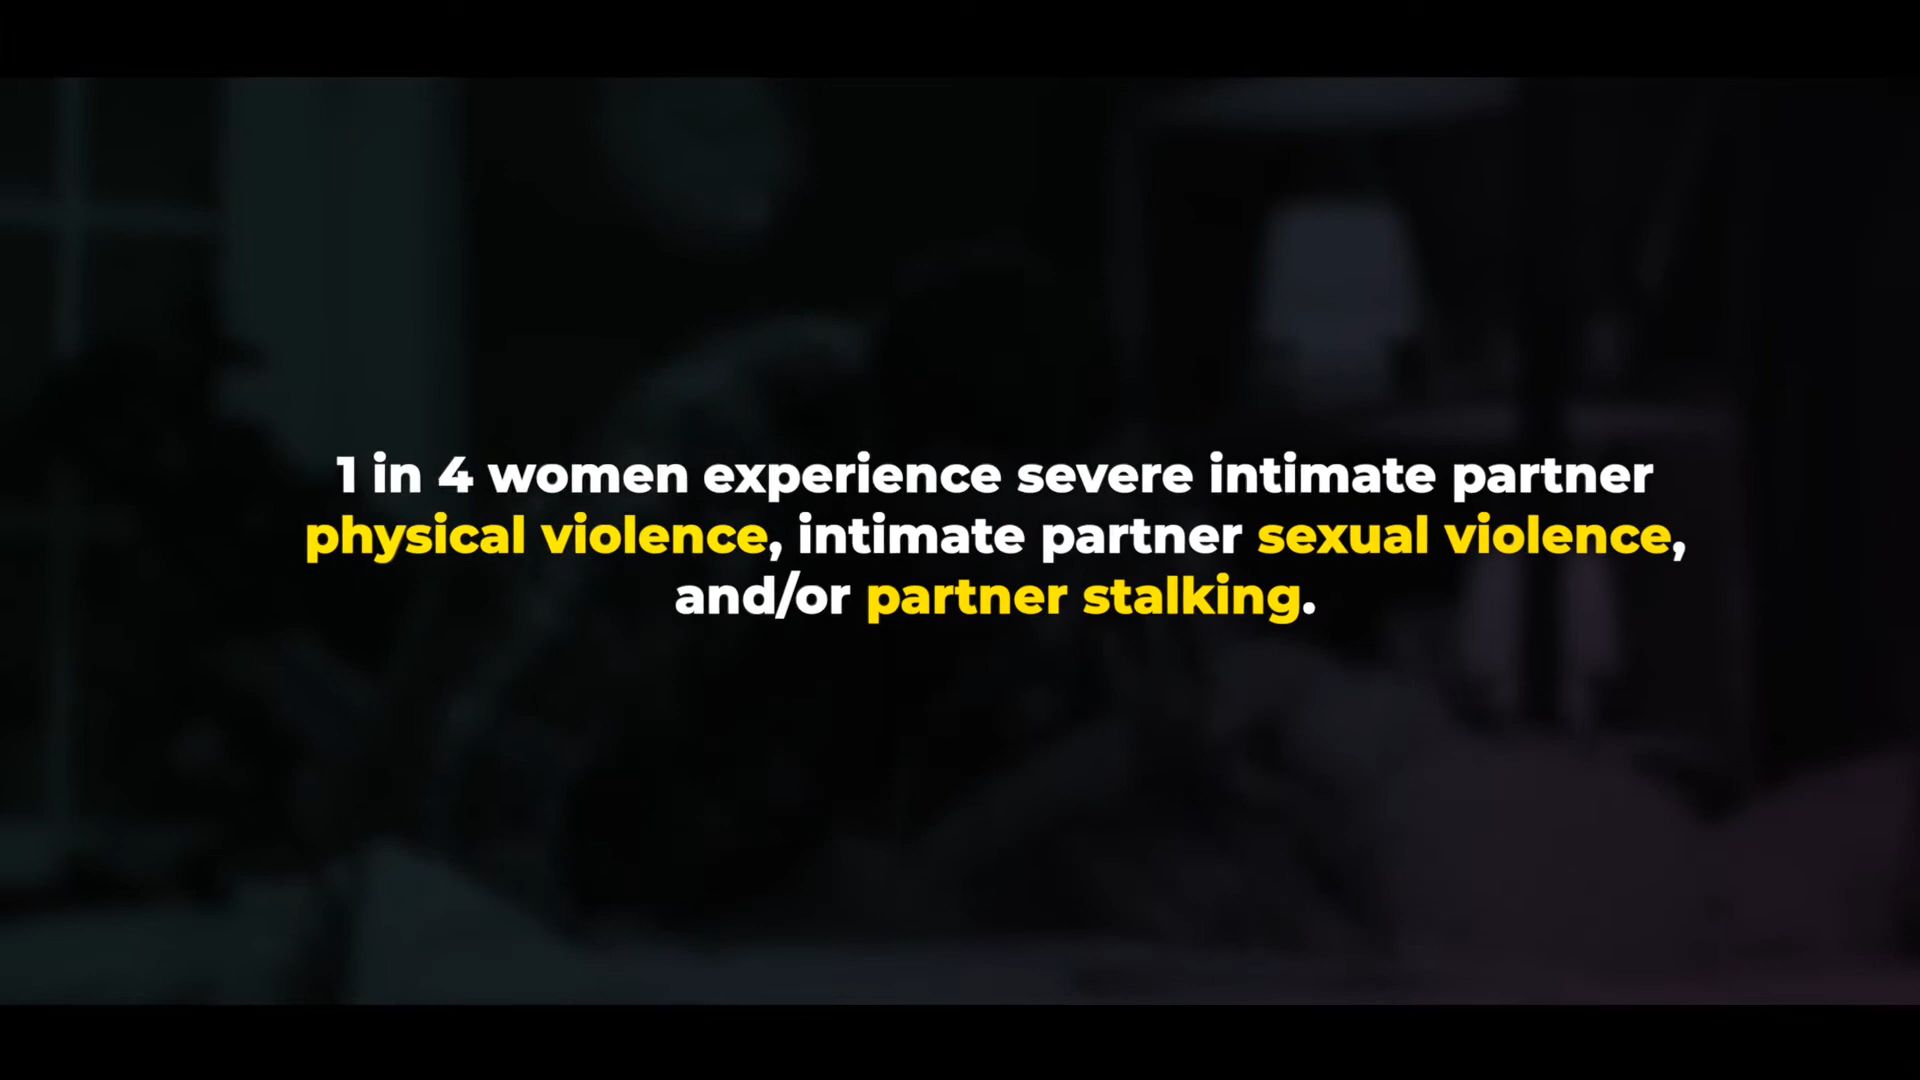 1 in 4 women experience severe intimate partner
physical violence, intimate partner sexual violence,
and/or partner stalking.